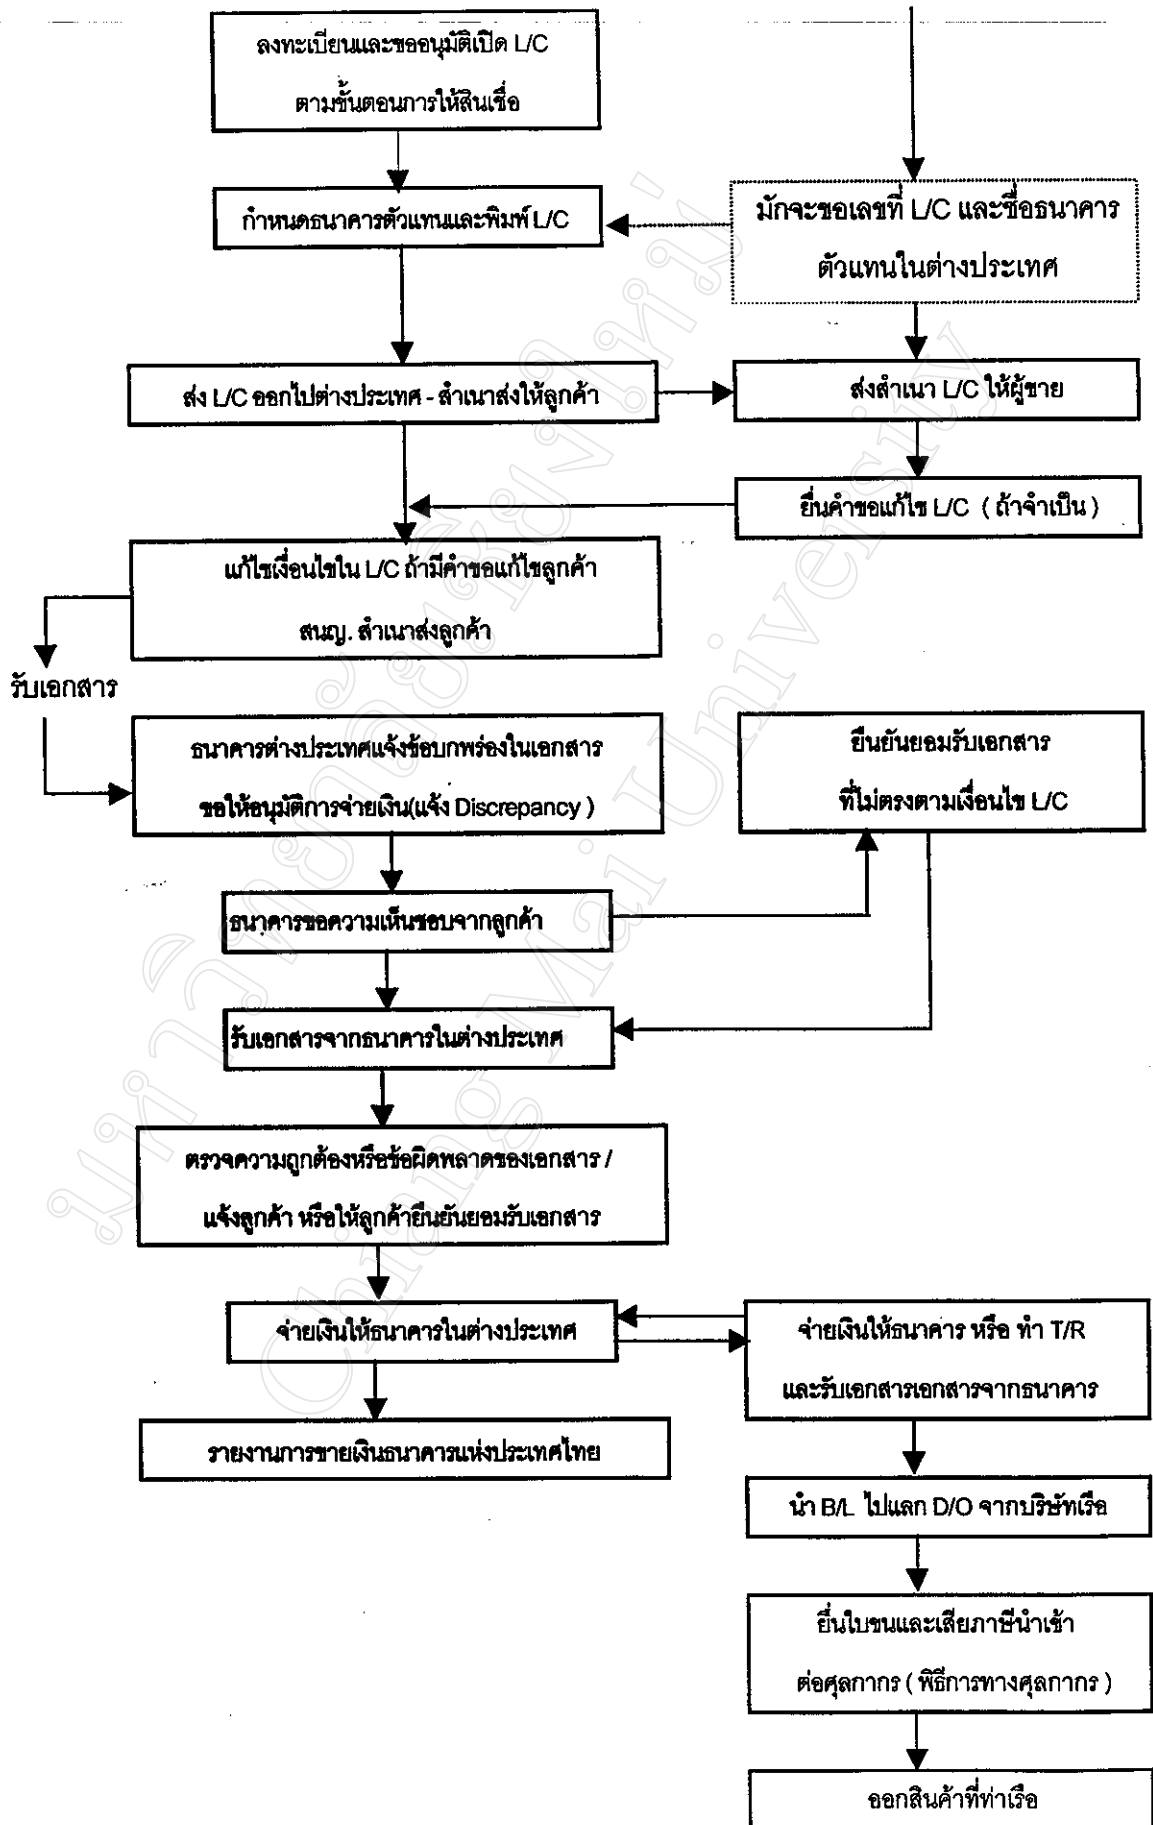 ลงทะเบียนและขออนุมัติเปิด L/C
ตามขั้นตอนการให้สินเชื่อ
กำหนดธนาคารตัวแทนและพิมพ์ L/C
มักจะขอเลขที่ L/C และชื่อธนาคาร
ตัวแทนในต่างประเทศ
ส่ง L/C ออกไปต่างประเทศ - สำเนาส่งให้ลูกค้า
ส่งสำเนา L/C ให้ผู้ขาย
ยื่นคำขอแก้ไข L/C ( ถ้าจำเป็น )
แก้ไขเงื่อนไขใน L/C ถ้ามีคำขอแก้ไขลูกค้า
สนญ. สำเนาส่งลูกค้า
รับเอกสาร
ธนาคารต่างประเทศแจ้งข้อบกพร่องในเอกสาร
ขอให้อนุมัติการจ่ายเงิน(แจ้ง Discrepancy )
ยืนยันยอมรับเอกสาร
ที่ไม่ตรงตามเงื่อนไข L/C
ธนาคารขอความเห็นชอบจากลูกค้า
รับเอกสารจากธนาคารในต่างประเทศ
ตรวจความถูกต้องหรือข้อผิดพลาดของเอกสาร /
แจ้งลูกค้า หรือให้ลูกค้ายืนยันยอมรับเอกสาร
จ่ายเงินให้ธนาคารในต่างประเทศ
จ่ายเงินให้ธนาคาร หรือ ทำ T/R
และรับเอกสารเอกสารจากธนาคาร
รายงานการขายเงินธนาคารแห่งประเทศไทย
นำ B/L ไปแลก D/O จากบริษัทเรือ
ยื่นใบขนและเสียภาษีนำเข้า
ต่อศุลกากร ( พิธีการทางศุลกากร )
ออกสินค้าที่ท่าเรือ
มหาวิทยาลัยเชียงใหม่
Chiang Mai University